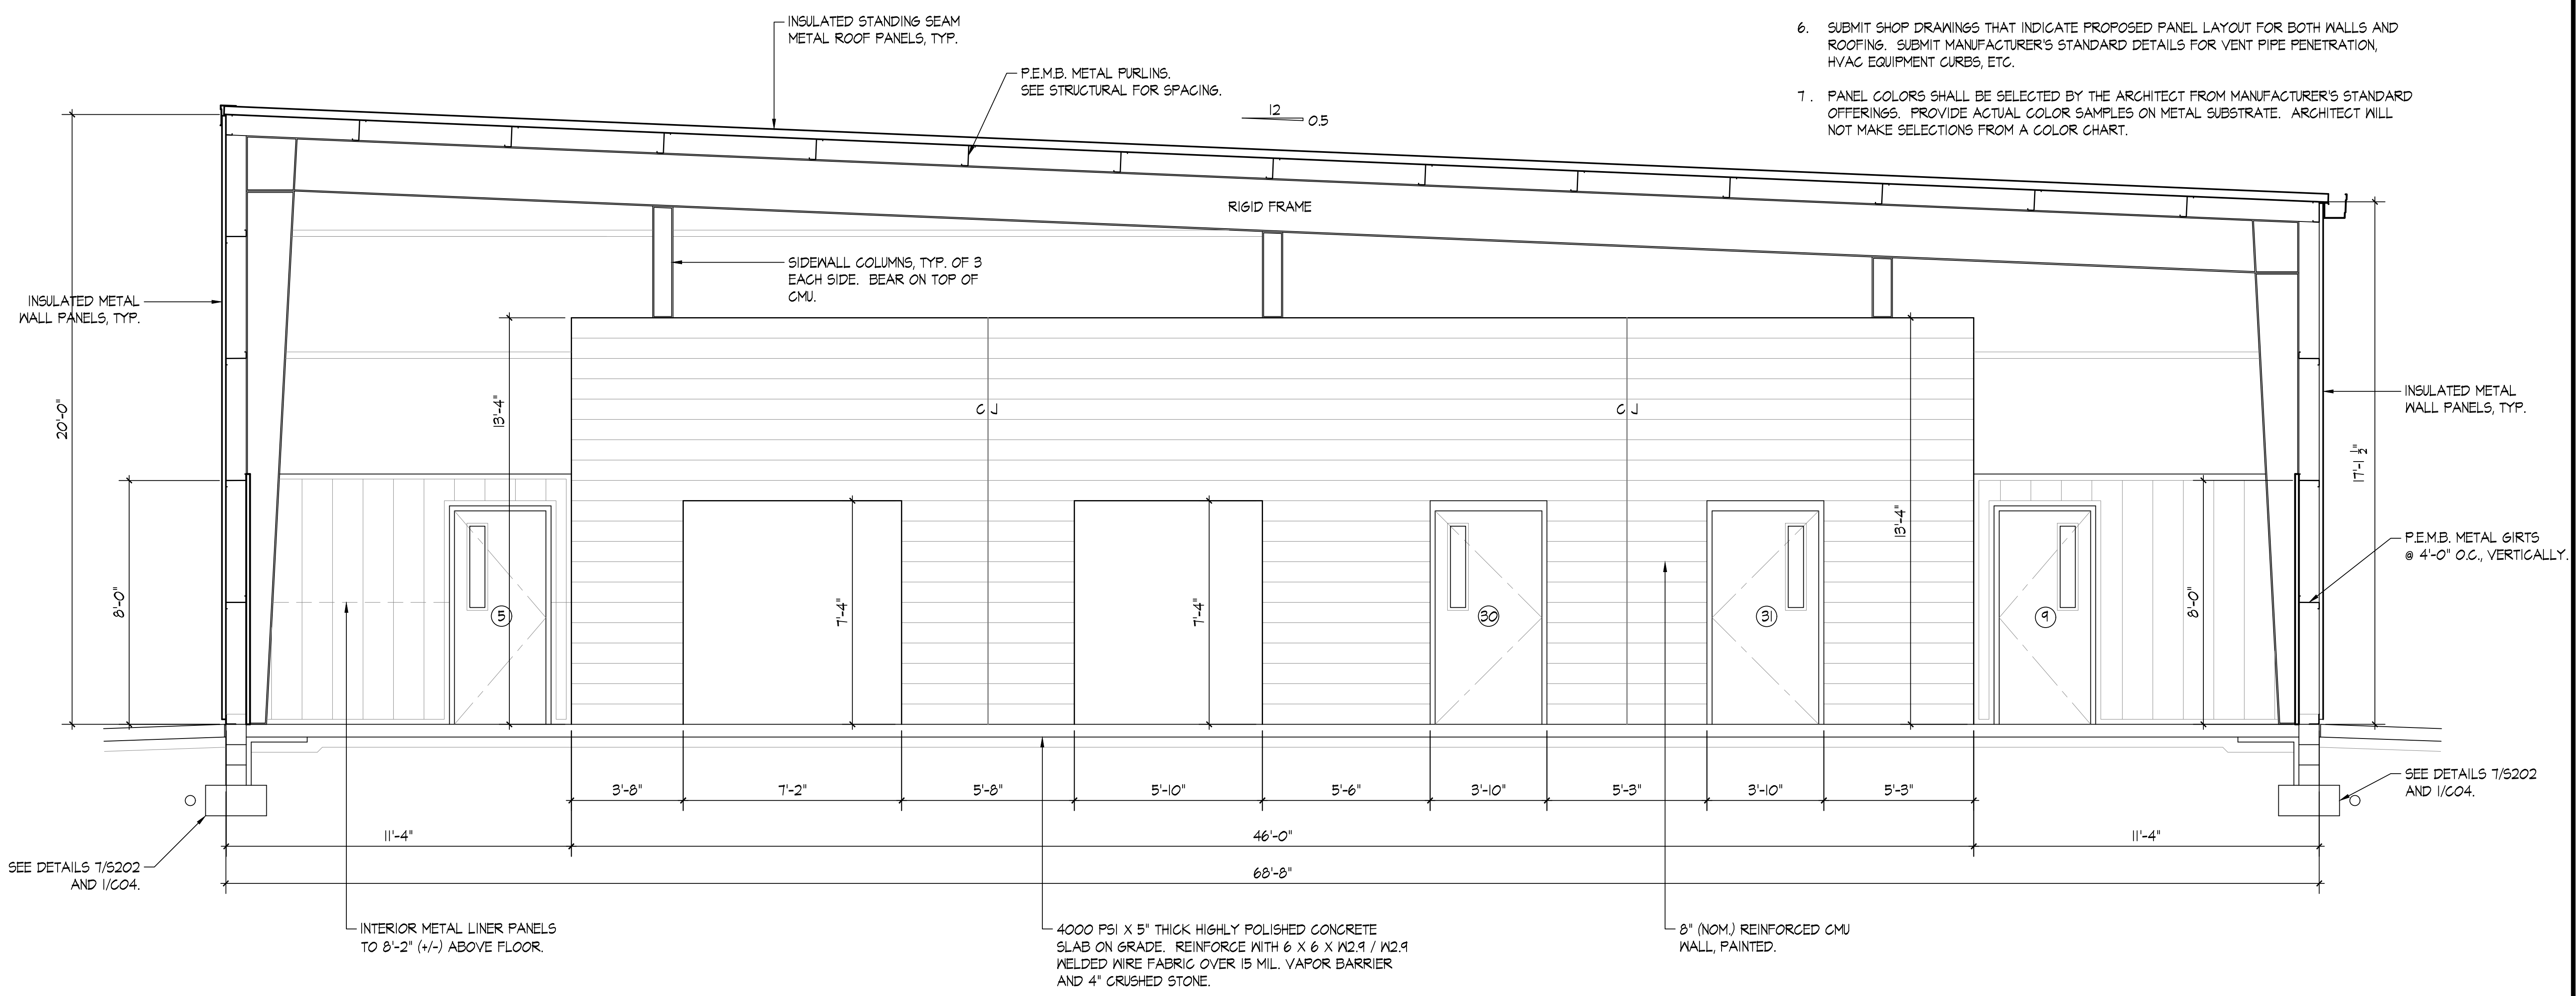 INSULATED STANDING SEAM
METAL ROOF PANELS, TYP.
P.E.M.B. METAL PURLINS.
SEE STRUCTURAL FOR SPACING.
12
0.5
6. SUBMIT SHOP DRAWINGS THAT INDICATE PROPOSED PANEL LAYOUT FOR BOTH WALLS AND
ROOFING. SUBMIT MANUFACTURER'S STANDARD DETAILS FOR VENT PIPE PENETRATION,
HVAC EQUIPMENT CURBS, ETC.
7. PANEL COLORS SHALL BE SELECTED BY THE ARCHITECT FROM MANUFACTURER'S STANDARD
OFFERINGS. PROVIDE ACTUAL COLOR SAMPLES ON METAL SUBSTRATE. ARCHITECT WILL
NOT MAKE SELECTIONS FROM A COLOR CHART.
RIGID FRAME
SIDEWALL COLUMNS, TYP. OF 3
EACH SIDE. BEAR ON TOP OF
CMU.
INSULATED METAL
WALL PANELS, TYP.
INSULATED METAL
WALL PANELS, TYP.
20'-0"
13'-4"
CJ
CJ
17'-1 1/2"
13'-4"
P.E.M.B. METAL GIRTS
@ 4'-0" O.C., VERTICALLY.
8'-0"
5
7'-4"
7'-4"
30
31
9
8'-0"
SEE DETAILS 7/S202
AND 1/C04.
3'-8"
7'-2"
5'-8"
5'-10"
5'-6"
3'-10"
5'-3"
3'-10"
5'-3"
11'-4"
46'-0"
11'-4"
SEE DETAILS 7/S202
AND 1/C04.
68'-8"
INTERIOR METAL LINER PANELS
TO 8'-2" (+/-) ABOVE FLOOR.
4000 PSI X 5" THICK HIGHLY POLISHED CONCRETE
SLAB ON GRADE. REINFORCE WITH 6 X 6 X W2.9 / W2.9
WELDED WIRE FABRIC OVER 15 MIL. VAPOR BARRIER
AND 4" CRUSHED STONE.
8" (NOM.) REINFORCED CMU
WALL, PAINTED.